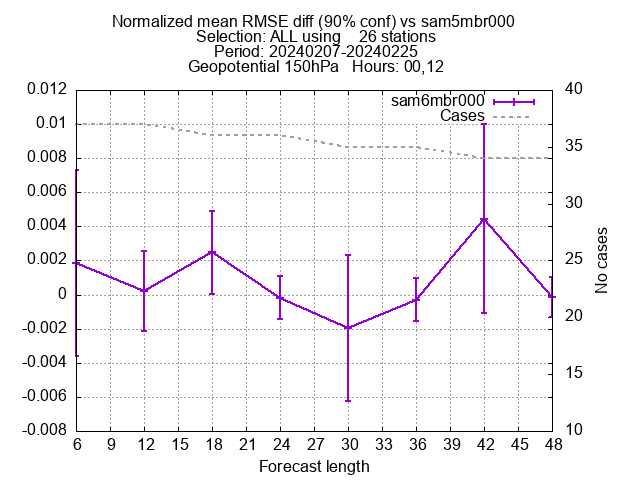 Normalized mean RMSE diff (90% conf) vs sam5mbr000
Selection: ALL using    26 stations
Period: 20240207-20240225
Geopotential 150hPa   Hours: 00,12
0.012
0.01
0.008
0.006
0.004
0.002
0
-0.002
-0.004
-0.006
-0.008
sam6mbr000
Cases
40
35
30
25
20
15
10
No cases
6 9 12 15 18 21 24 27 30 33 36 39 42 45 48
Forecast length